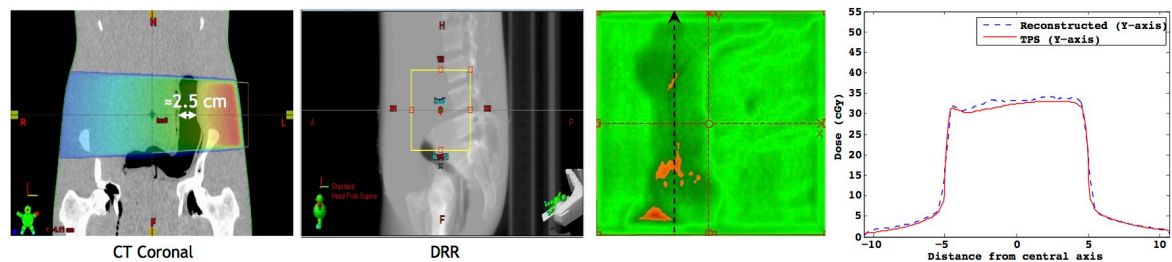 H
≈2.5 cm
R
L
F
CT Coronal
H
A
P
Standard
Head First-Supine
F
DRR
y
x
Dose (cGy)
55
50
45
40
35
30
25
20
15
10
5
0
Reconstructed (Y-axis)
TPS (Y-axis)
-10
-5
0
5
10
Distance from central axis